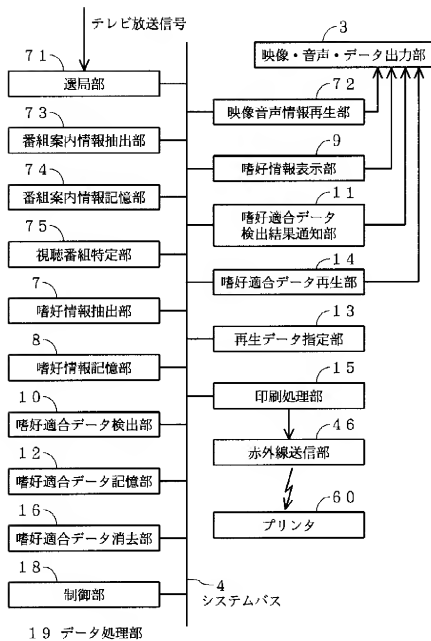 テレビ放送信号
71
選局部
73
番組案内情報抽出部
74
番組案内情報記憶部
75
視聴番組特定部
7
嗜好情報抽出部
8
嗜好情報記憶部
10
嗜好適合データ検出部
12
嗜好適合データ記憶部
16
嗜好適合データ消去部
18
制御部
19 データ処理部
3
映像・音声・データ出力部
72
映像音声情報再生部
9
嗜好情報表示部
11
嗜好適合データ
検出結果通知部
14
嗜好適合データ再生部
13
再生データ指定部
15
印刷処理部
46
赤外線送信部
60
プリンタ
4
システムバス